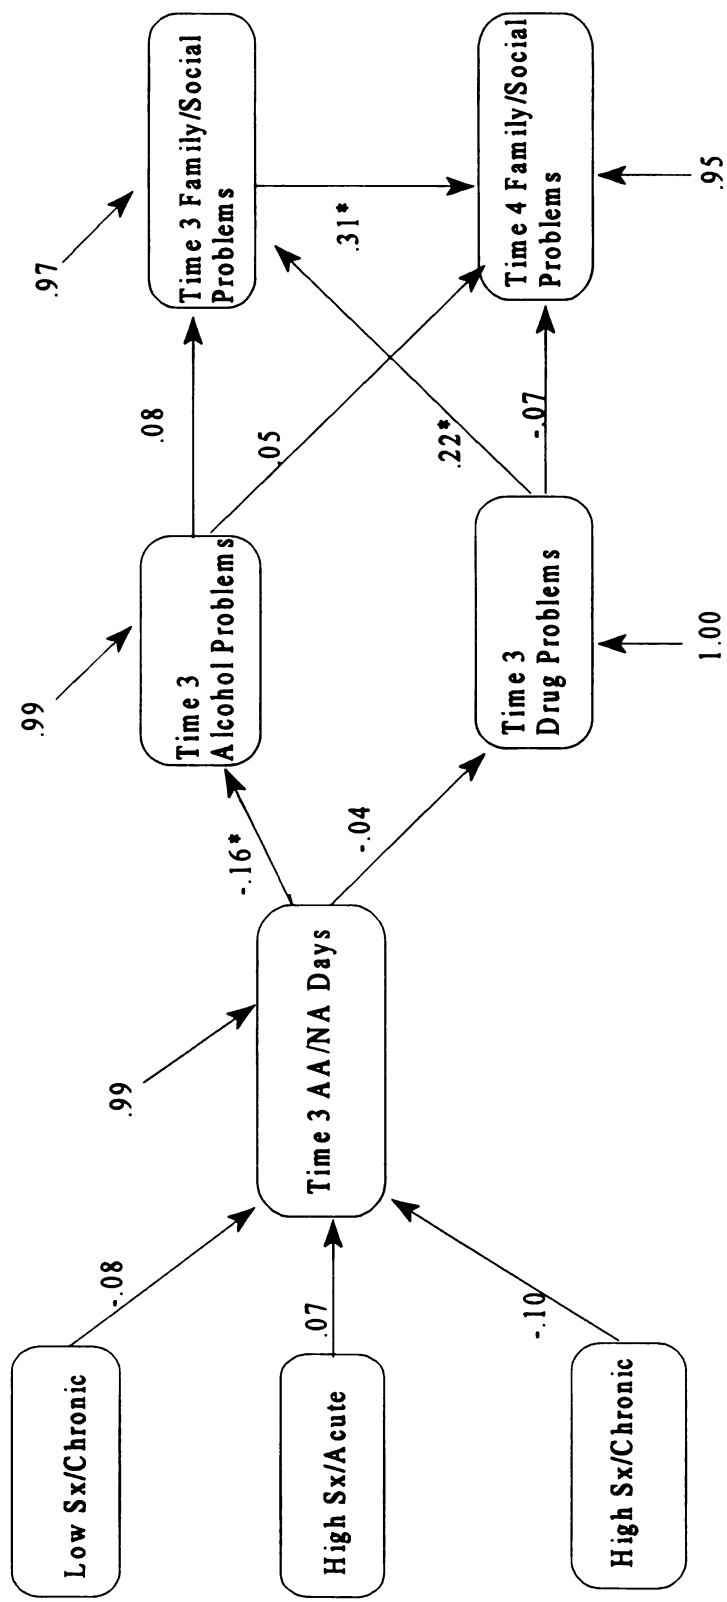 Low Sx/Chronic
High Sx/Acute
High Sx/Chronic
-.08
.07
-.10
.99
Time 3 AA/NA Days
-.16*
-.04
.99
Time 3
Alcohol Problems
Time 3
Drug Problems
1.00
.08
.05
.22*
-.07
.97
Time 3 Family/Social
Problems
.31*
Time 4 Family/Social
Problems
.95